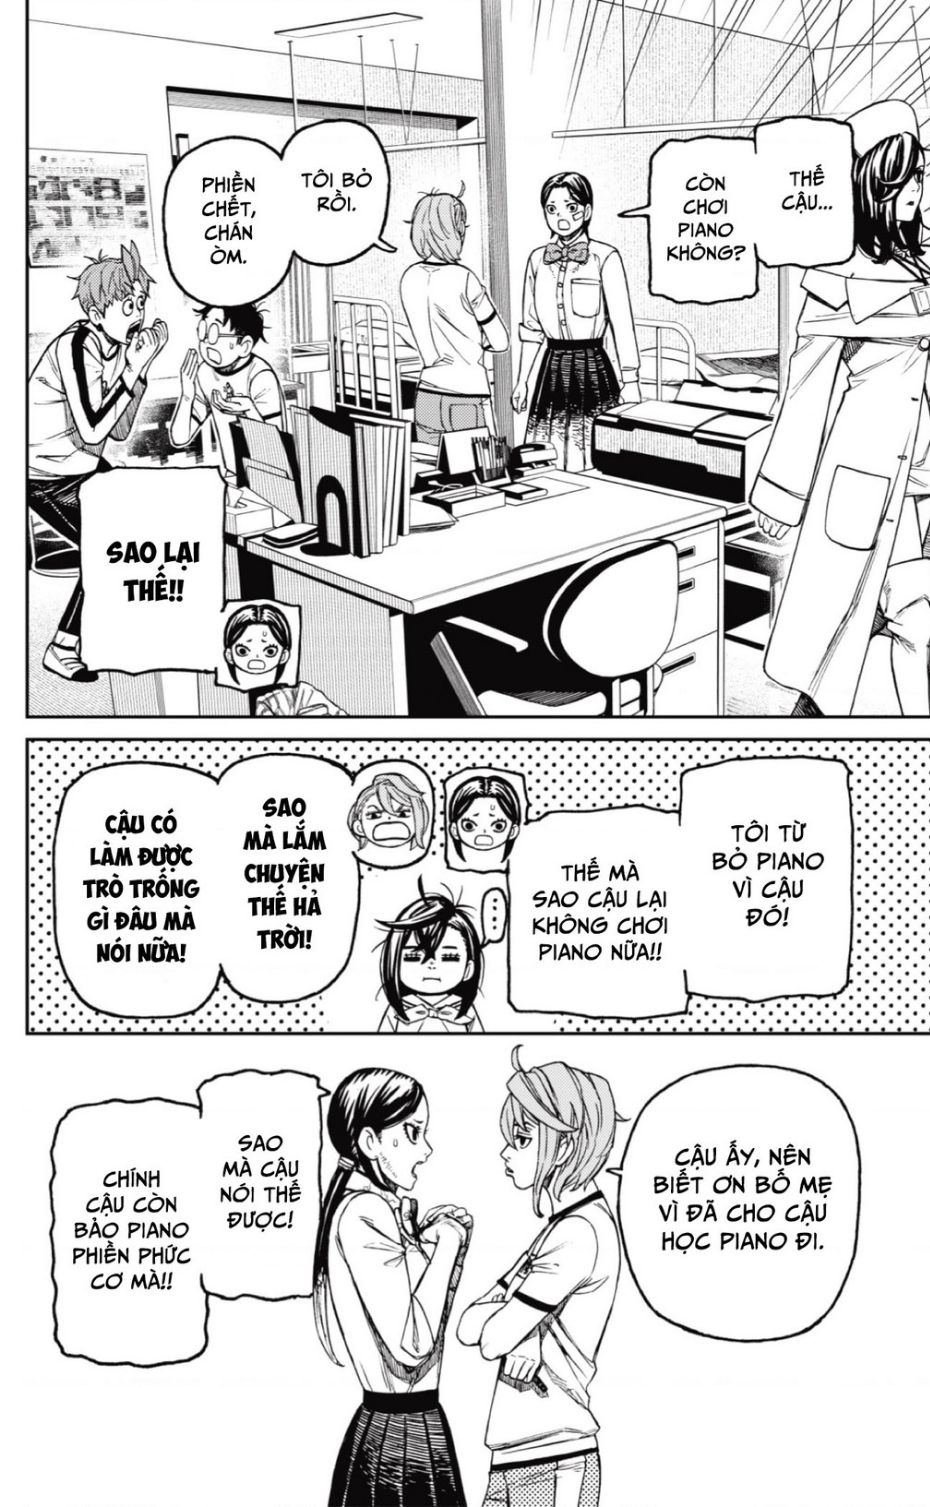 THẾ
CẬU...
CÒN
CHƠI
PIANO
KHÔNG?
TÔI BỎ
RỒI.
PHIỀN
CHẾT,
CHÁN
ÒM.
SAO LẠI
THẾ!!
TÔI TỪ
BỎ PIANO
VÌ CẬU
ĐÓ!
THẾ MÀ
SAO CẬU LẠI
KHÔNG CHƠI
PIANO NỮA!!
...
SAO
MÀ LẮM
CHUYỆN
THẾ HẢ
TRỜI!
CẬU CÓ
LÀM ĐƯỢC
TRÒ TRỐNG
GÌ ĐÂU MÀ
NÓI NỮA!
CẬU ẤY, NÊN
BIẾT ƠN BỐ MẸ
VÌ ĐÃ CHO CẬU
HỌC PIANO ĐI.
SAO
MÀ CẬU
NÓI THẾ
ĐƯỢC!
CHÍNH
CẬU CÒN
BẢO PIANO
PHIỀN PHỨC
CƠ MÀ!!